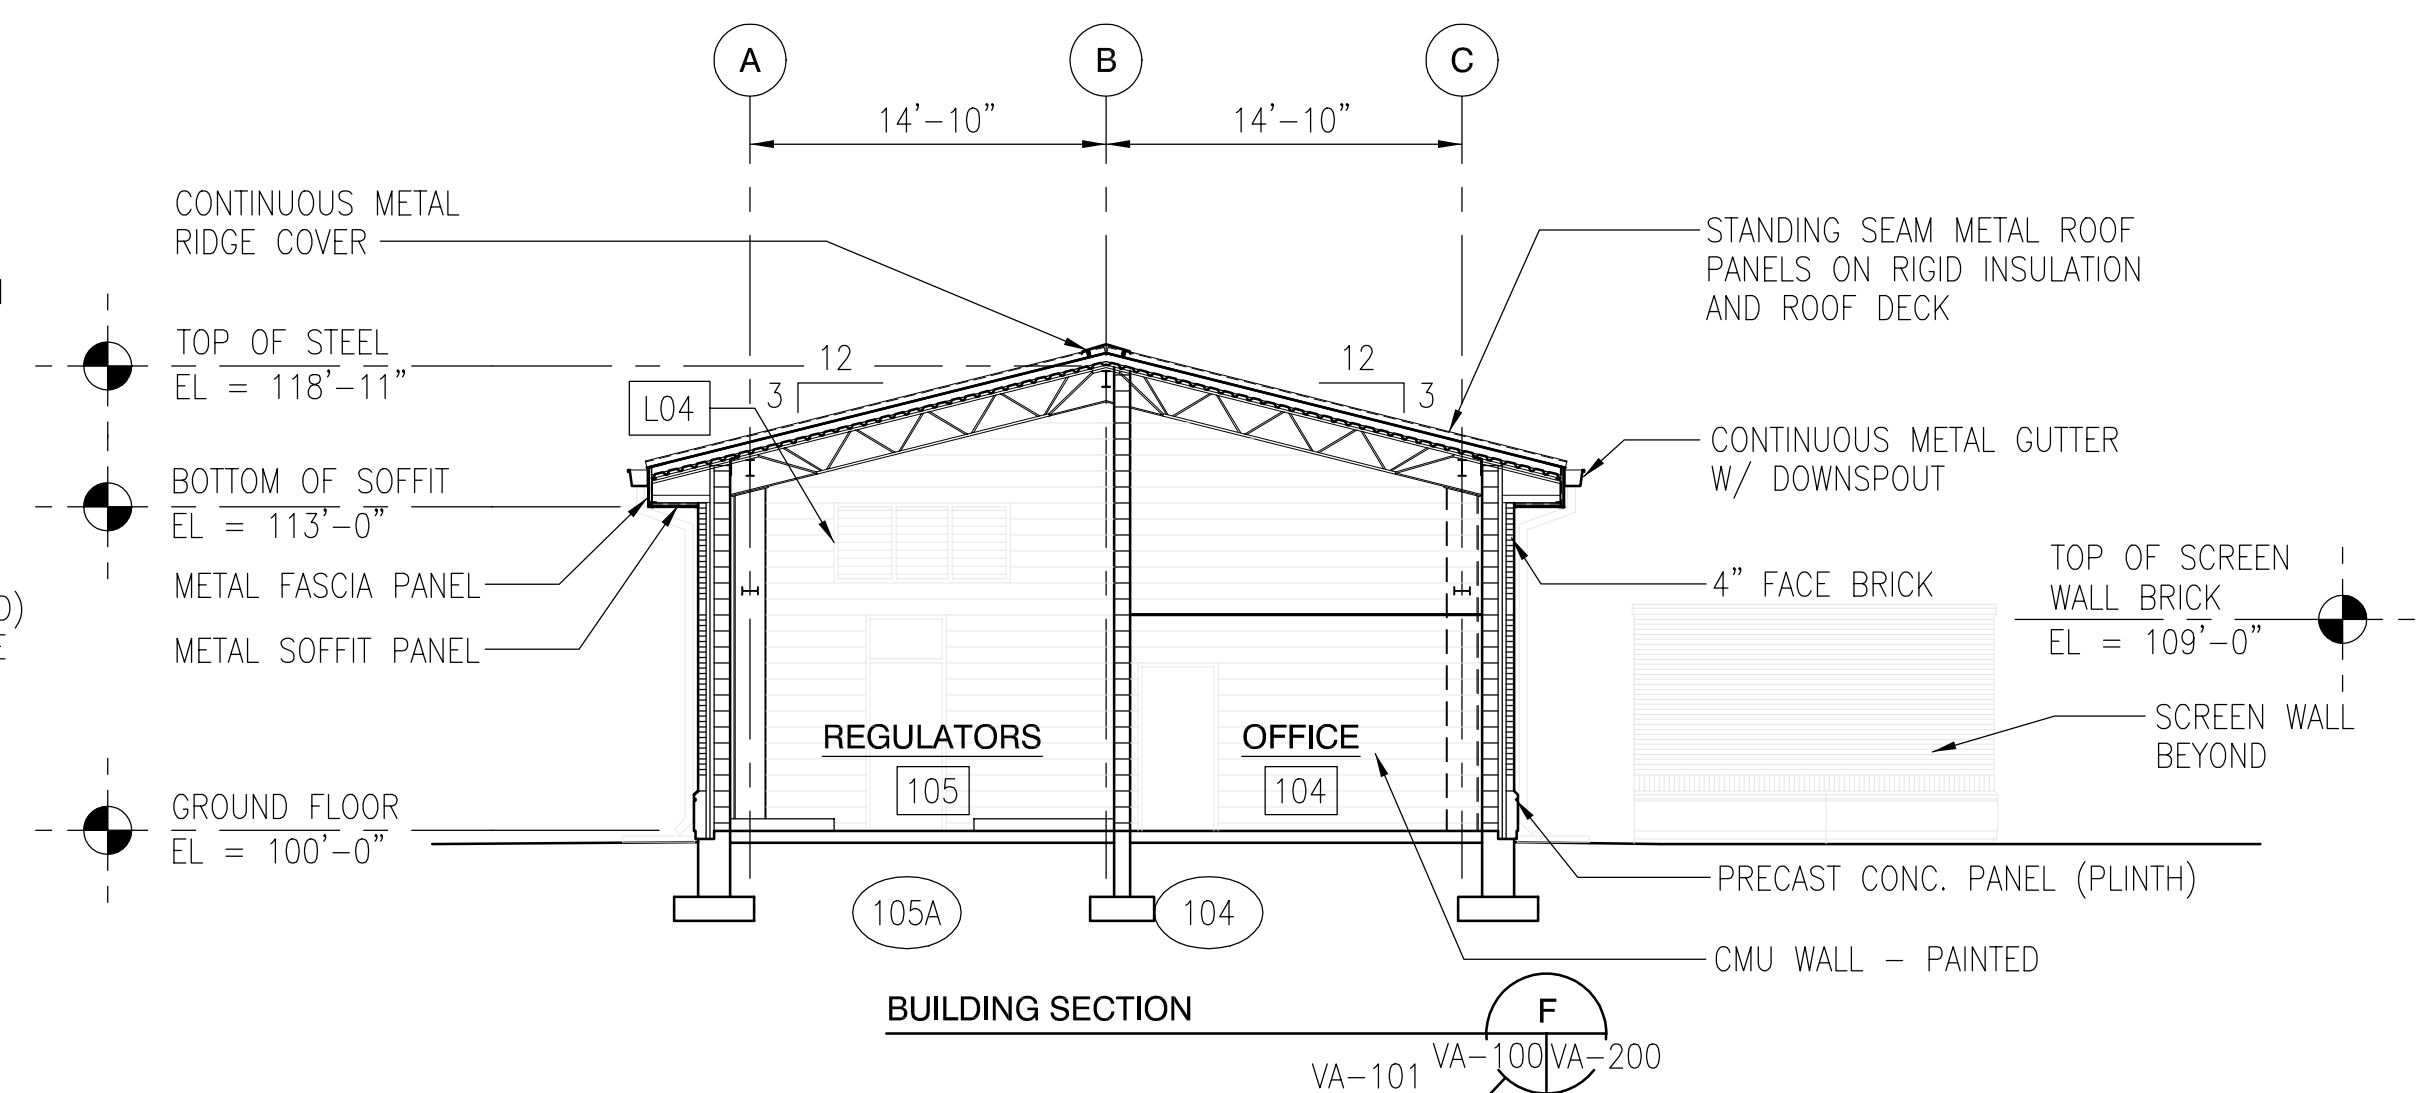 A
B
C
14'-10"
14'-10"
CONTINUOUS METAL
RIDGE COVER
STANDING SEAM METAL ROOF
PANELS ON RIGID INSULATION
AND ROOF DECK
TOP OF STEEL
EL = 118'-11"
12
3
12
3
L04
CONTINUOUS METAL GUTTER
W/ DOWNSPOUT
BOTTOM OF SOFFIT
EL = 113'-0"
METAL FASCIA PANEL
METAL SOFFIT PANEL
4" FACE BRICK
TOP OF SCREEN
WALL BRICK
EL = 109'-0"
SCREEN WALL
BEYOND
REGULATORS
105
OFFICE
104
GROUND FLOOR
EL = 100'-0"
PRECAST CONC. PANEL (PLINTH)
105A
104
CMU WALL - PAINTED
BUILDING SECTION
F
VA-100
VA-200
VA-101